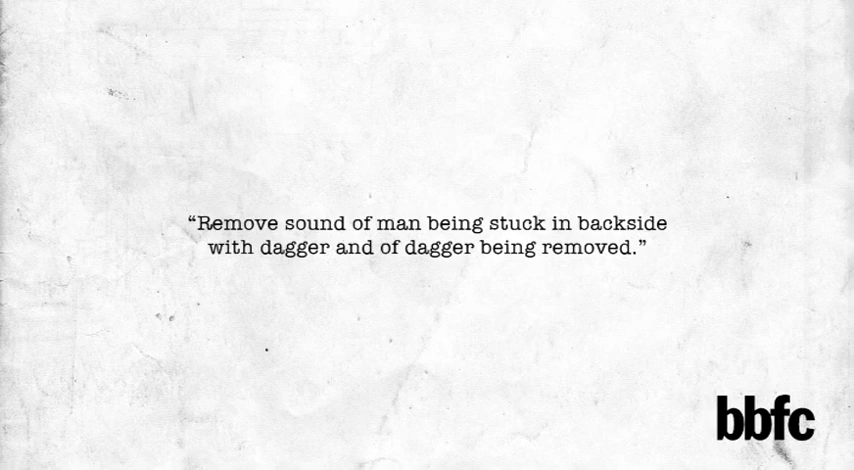 “Remove sound of man being stuck in backside
with dagger and of dagger being removed.”
bbfc